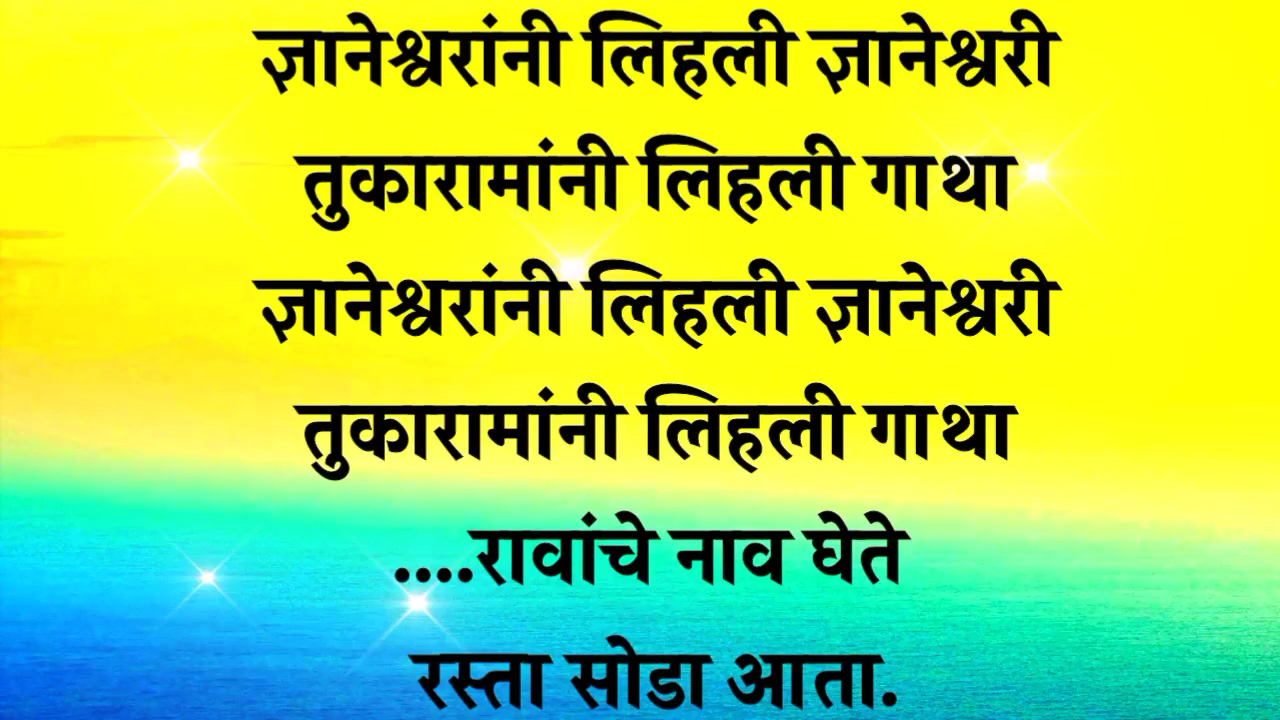 ज्ञानेश्वरांनी लिहली ज्ञानेश्वरी
तुकारामांनी लिहली गाथा
ज्ञानेश्वरांनी लिहली ज्ञानेश्वरी
तुकारामांनी लिहली गाथा
....रावांचे नाव घेते
रस्ता सोडा आता.